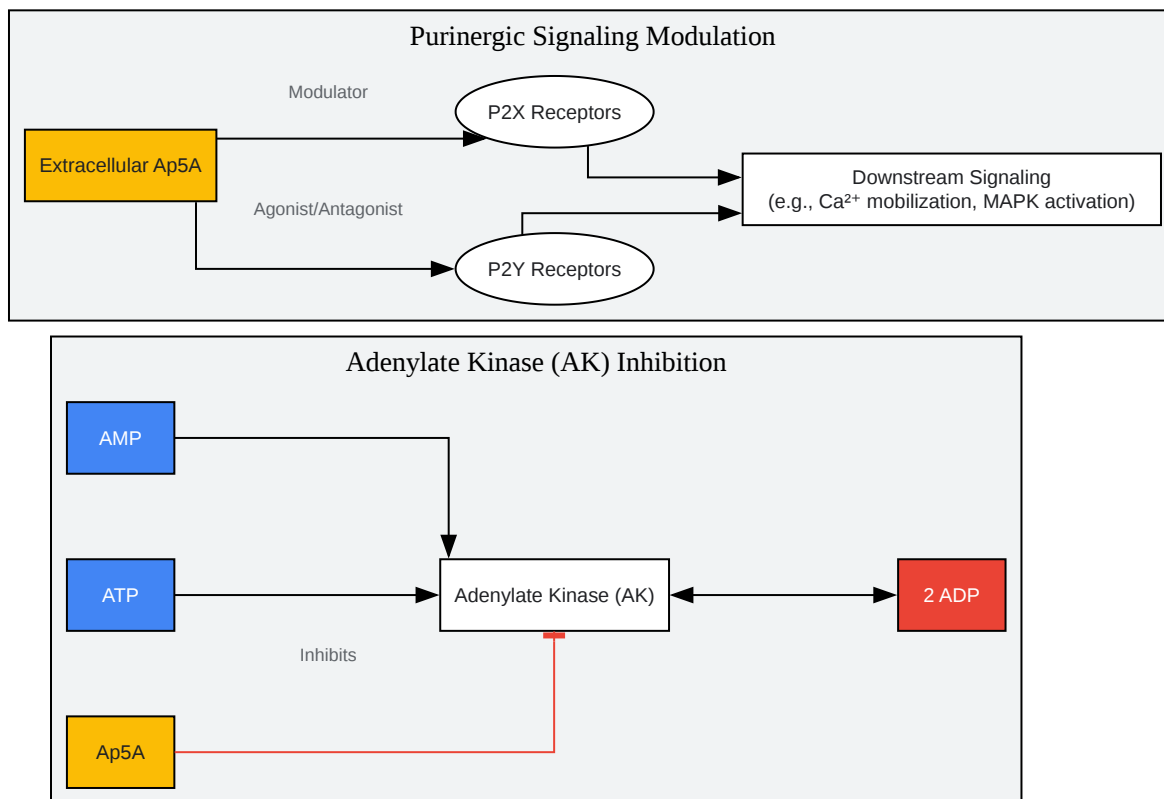 Purinergic Signaling Modulation
Modulator
P2X Receptors
Extracellular Ap5A
Downstream Signaling
(e.g., Ca²⁺ mobilization, MAPK activation)
Agonist/Antagonist
P2Y Receptors
Adenylate Kinase (AK) Inhibition
AMP
ATP
Adenylate Kinase (AK)
2 ADP
Inhibits
Ap5A